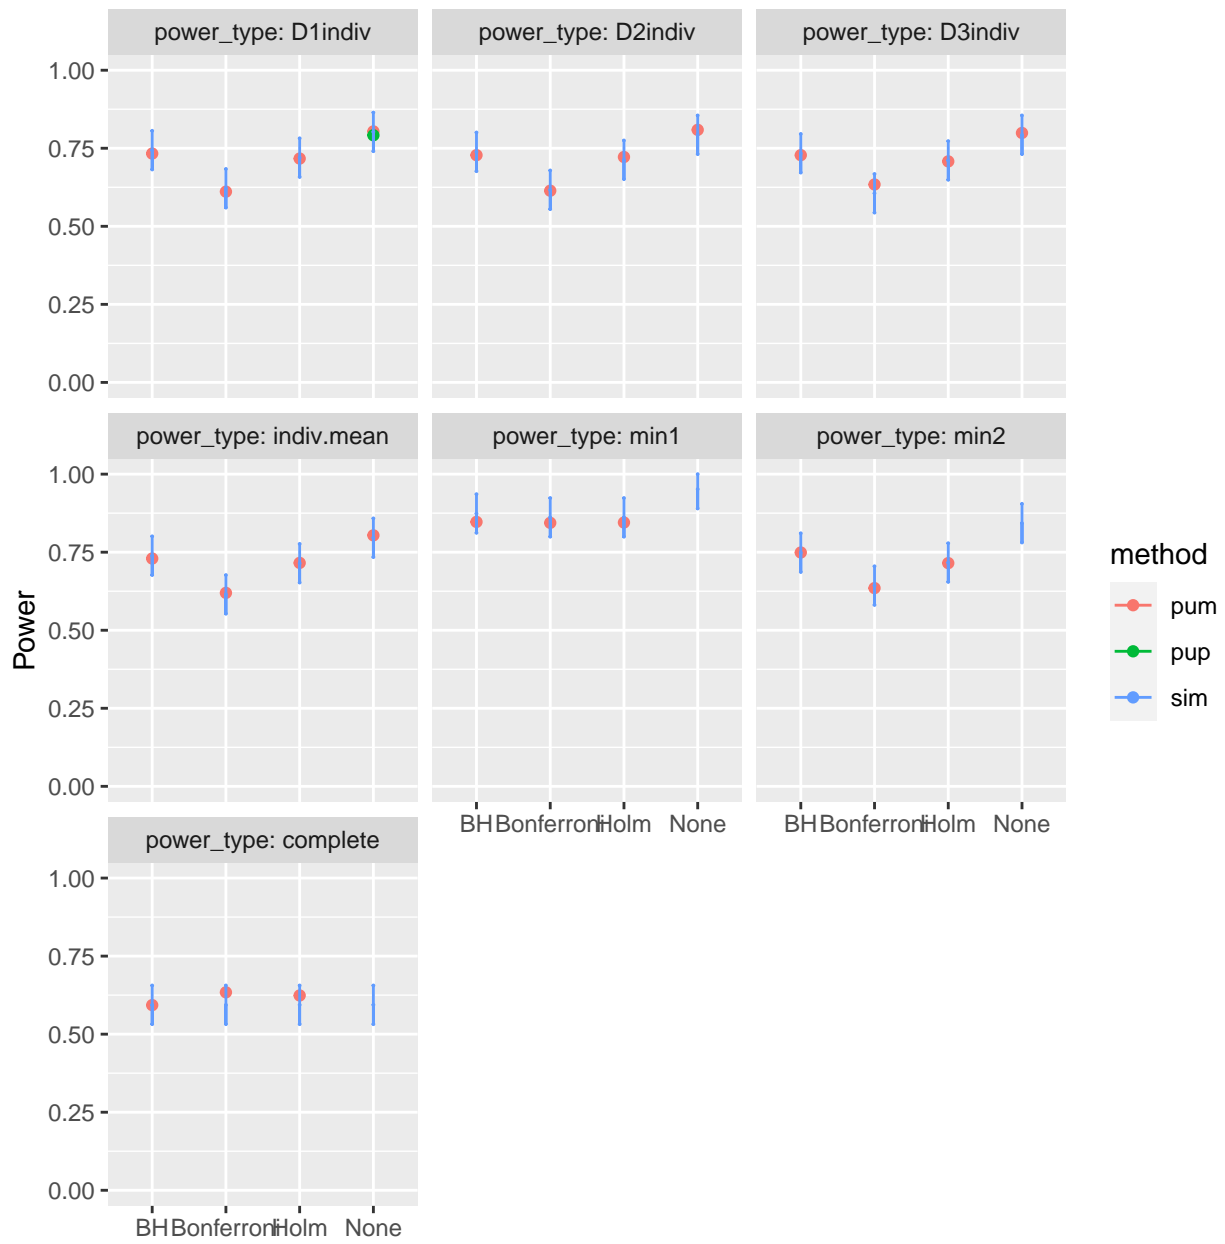 power_type: D1indiv power_type: D2indiv power_type: D3indiv
1.00
0.75
0.50
0.25
0.00
power_type: indiv.mean power_type: min1 power_type: min2
1.00
0.75
0.50
0.25
0.00
BH Bonferroni Holm None BH Bonferroni Holm None
power_type: complete
1.00
0.75
0.50
0.25
0.00
BH Bonferroni Holm None
Power
method
pum
pup
sim